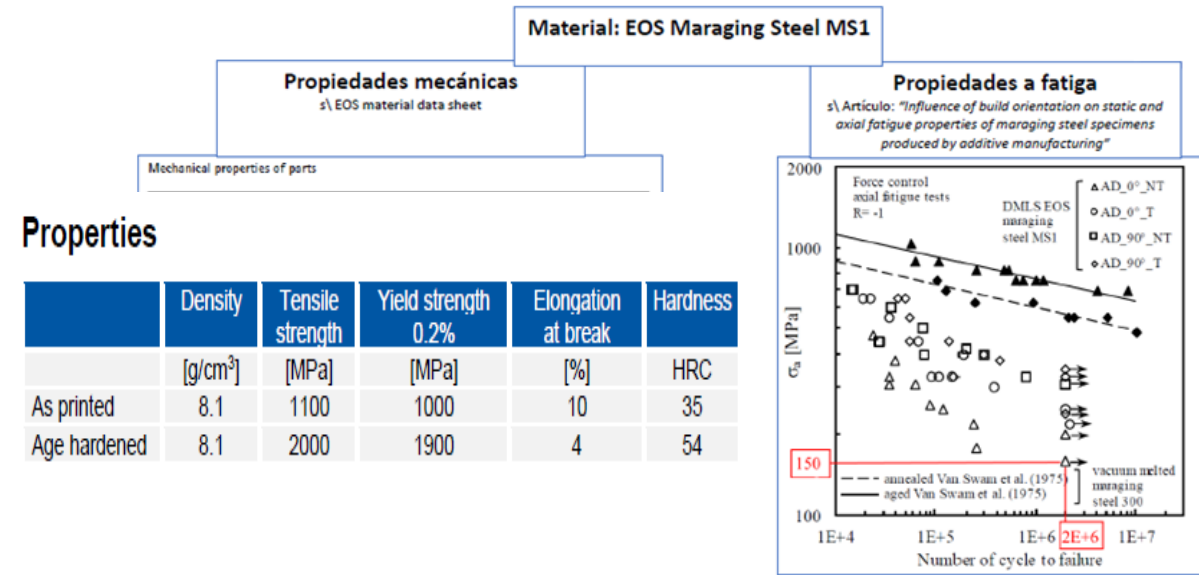 Material: EOS Maraging Steel MS1
Propiedades mecánicas
s\ EOS material data sheet
Mechanical properties of parts
Properties
Density Tensile strength Yield strength 0.2% Elongation at break Hardness
[g/cm³] [MPa] [MPa] [%] HRC
As printed 8.1 1100 1000 10 35
Age hardened 8.1 2000 1900 4 54
Propiedades a fatiga
s\ Artículo: "Influence of build orientation on static and
axial fatigue properties of maraging steel specimens
produced by additive manufacturing"
2000
1000
150
100
σa [MPa]
Force control
axial fatigue tests
R= -1
DMLS EOS
maraging
steel MS1
AD_0°_NT
AD_0°_T
AD_90°_NT
AD_90°_T
annealed Van Swam et al. (1975)
aged Van Swam et al. (1975)
vacuum melted
maraging
steel 300
1E+4 1E+5 1E+6 2E+6 1E+7
Number of cycle to failure